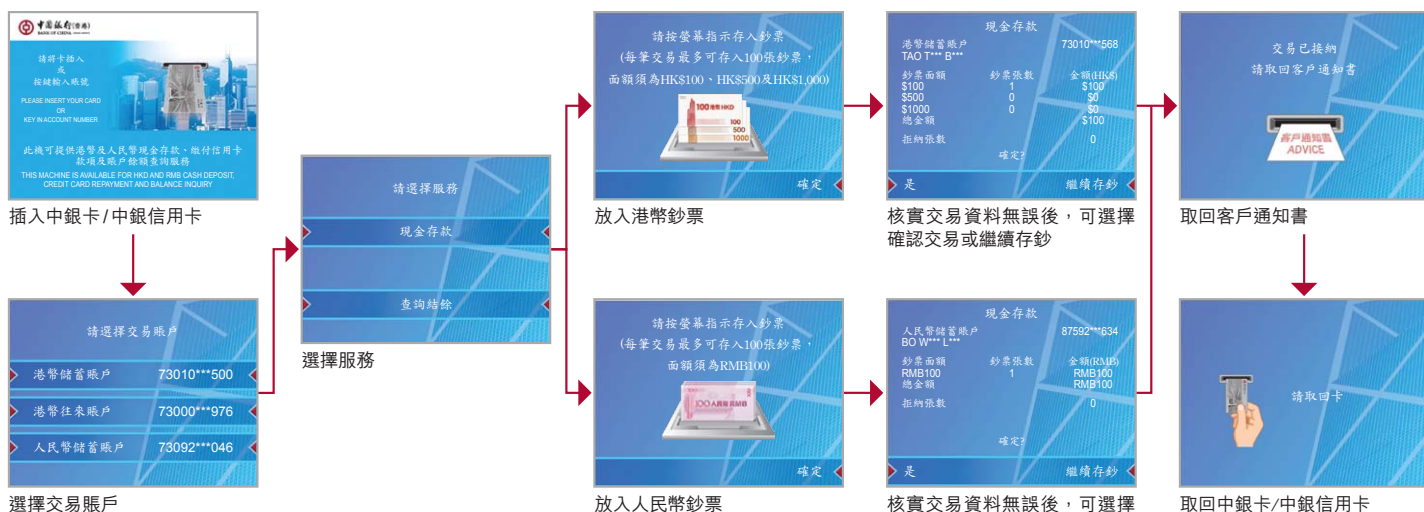 中國銀行(香港)
BANK OF CHINA
請將卡插入
或
按鍵輸入賬號
PLEASE INSERT YOUR CARD
OR
KEY IN ACCOUNT NUMBER
此機可提供港幣及人民幣現金存款、繳付信用卡
款項及賬户餘額查詢服務
THIS MACHINE IS AVAILABLE FOR HKD AND RMB CASH DEPOSIT,
CREDIT CARD REPAYMENT AND BALANCE INQUIRY
插入中銀卡/中銀信用卡
請選擇交易賬戶
港幣儲蓄賬戶 73010***500
港幣往來賬戶 73000***976
人民幣儲蓄賬戶 73092***046
選擇交易賬戶
請選擇服務
現金存款
查詢結餘
選擇服務
請按螢幕指示存入鈔票
(每筆交易最多可存入100張鈔票，
面額須為HK$100、HK$500及HK$1,000)
100 港幣 HKD
100
500
1000
確定
放入港幣鈔票
現金存款
港幣儲蓄賬戶 73010***568
TAO T*** B***
鈔票面額 鈔票張數 金額(HK$)
$100 1 $100
$500 0 $0
$1000 0 $0
總金額 $100
拒納張數 0
確定?
是 繼續存鈔
核實交易資料無誤後，可選擇
確認交易或繼續存鈔
交易已接納
請取回客戶通知書
客戶通知書
ADVICE
取回客戶通知書
請按螢幕指示存入鈔票
(每筆交易最多可存入100張鈔票，
面額須為RMB100)
100人民幣RMB
確定
放入人民幣鈔票
現金存款
人民幣儲蓄賬戶 87592***634
BO W*** L***
鈔票面額 鈔票張數 金額(RMB)
RMB100 1 RMB100
總金額 RMB100
拒納張數 0
確定?
是 繼續存鈔
核實交易資料無誤後，可選擇
請取回卡
取回中銀卡/中銀信用卡